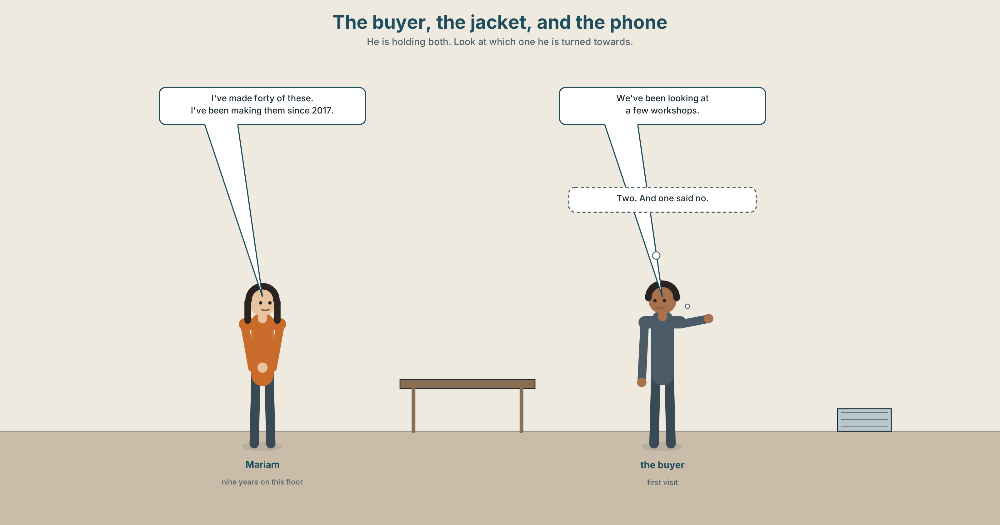 The buyer, the jacket, and the phone
He is holding both. Look at which one he is turned towards.
I've made forty of these.
I've been making them since 2017.
We've been looking at
a few workshops.
Two. And one said no.
Mariam
nine years on this floor
the buyer
first visit